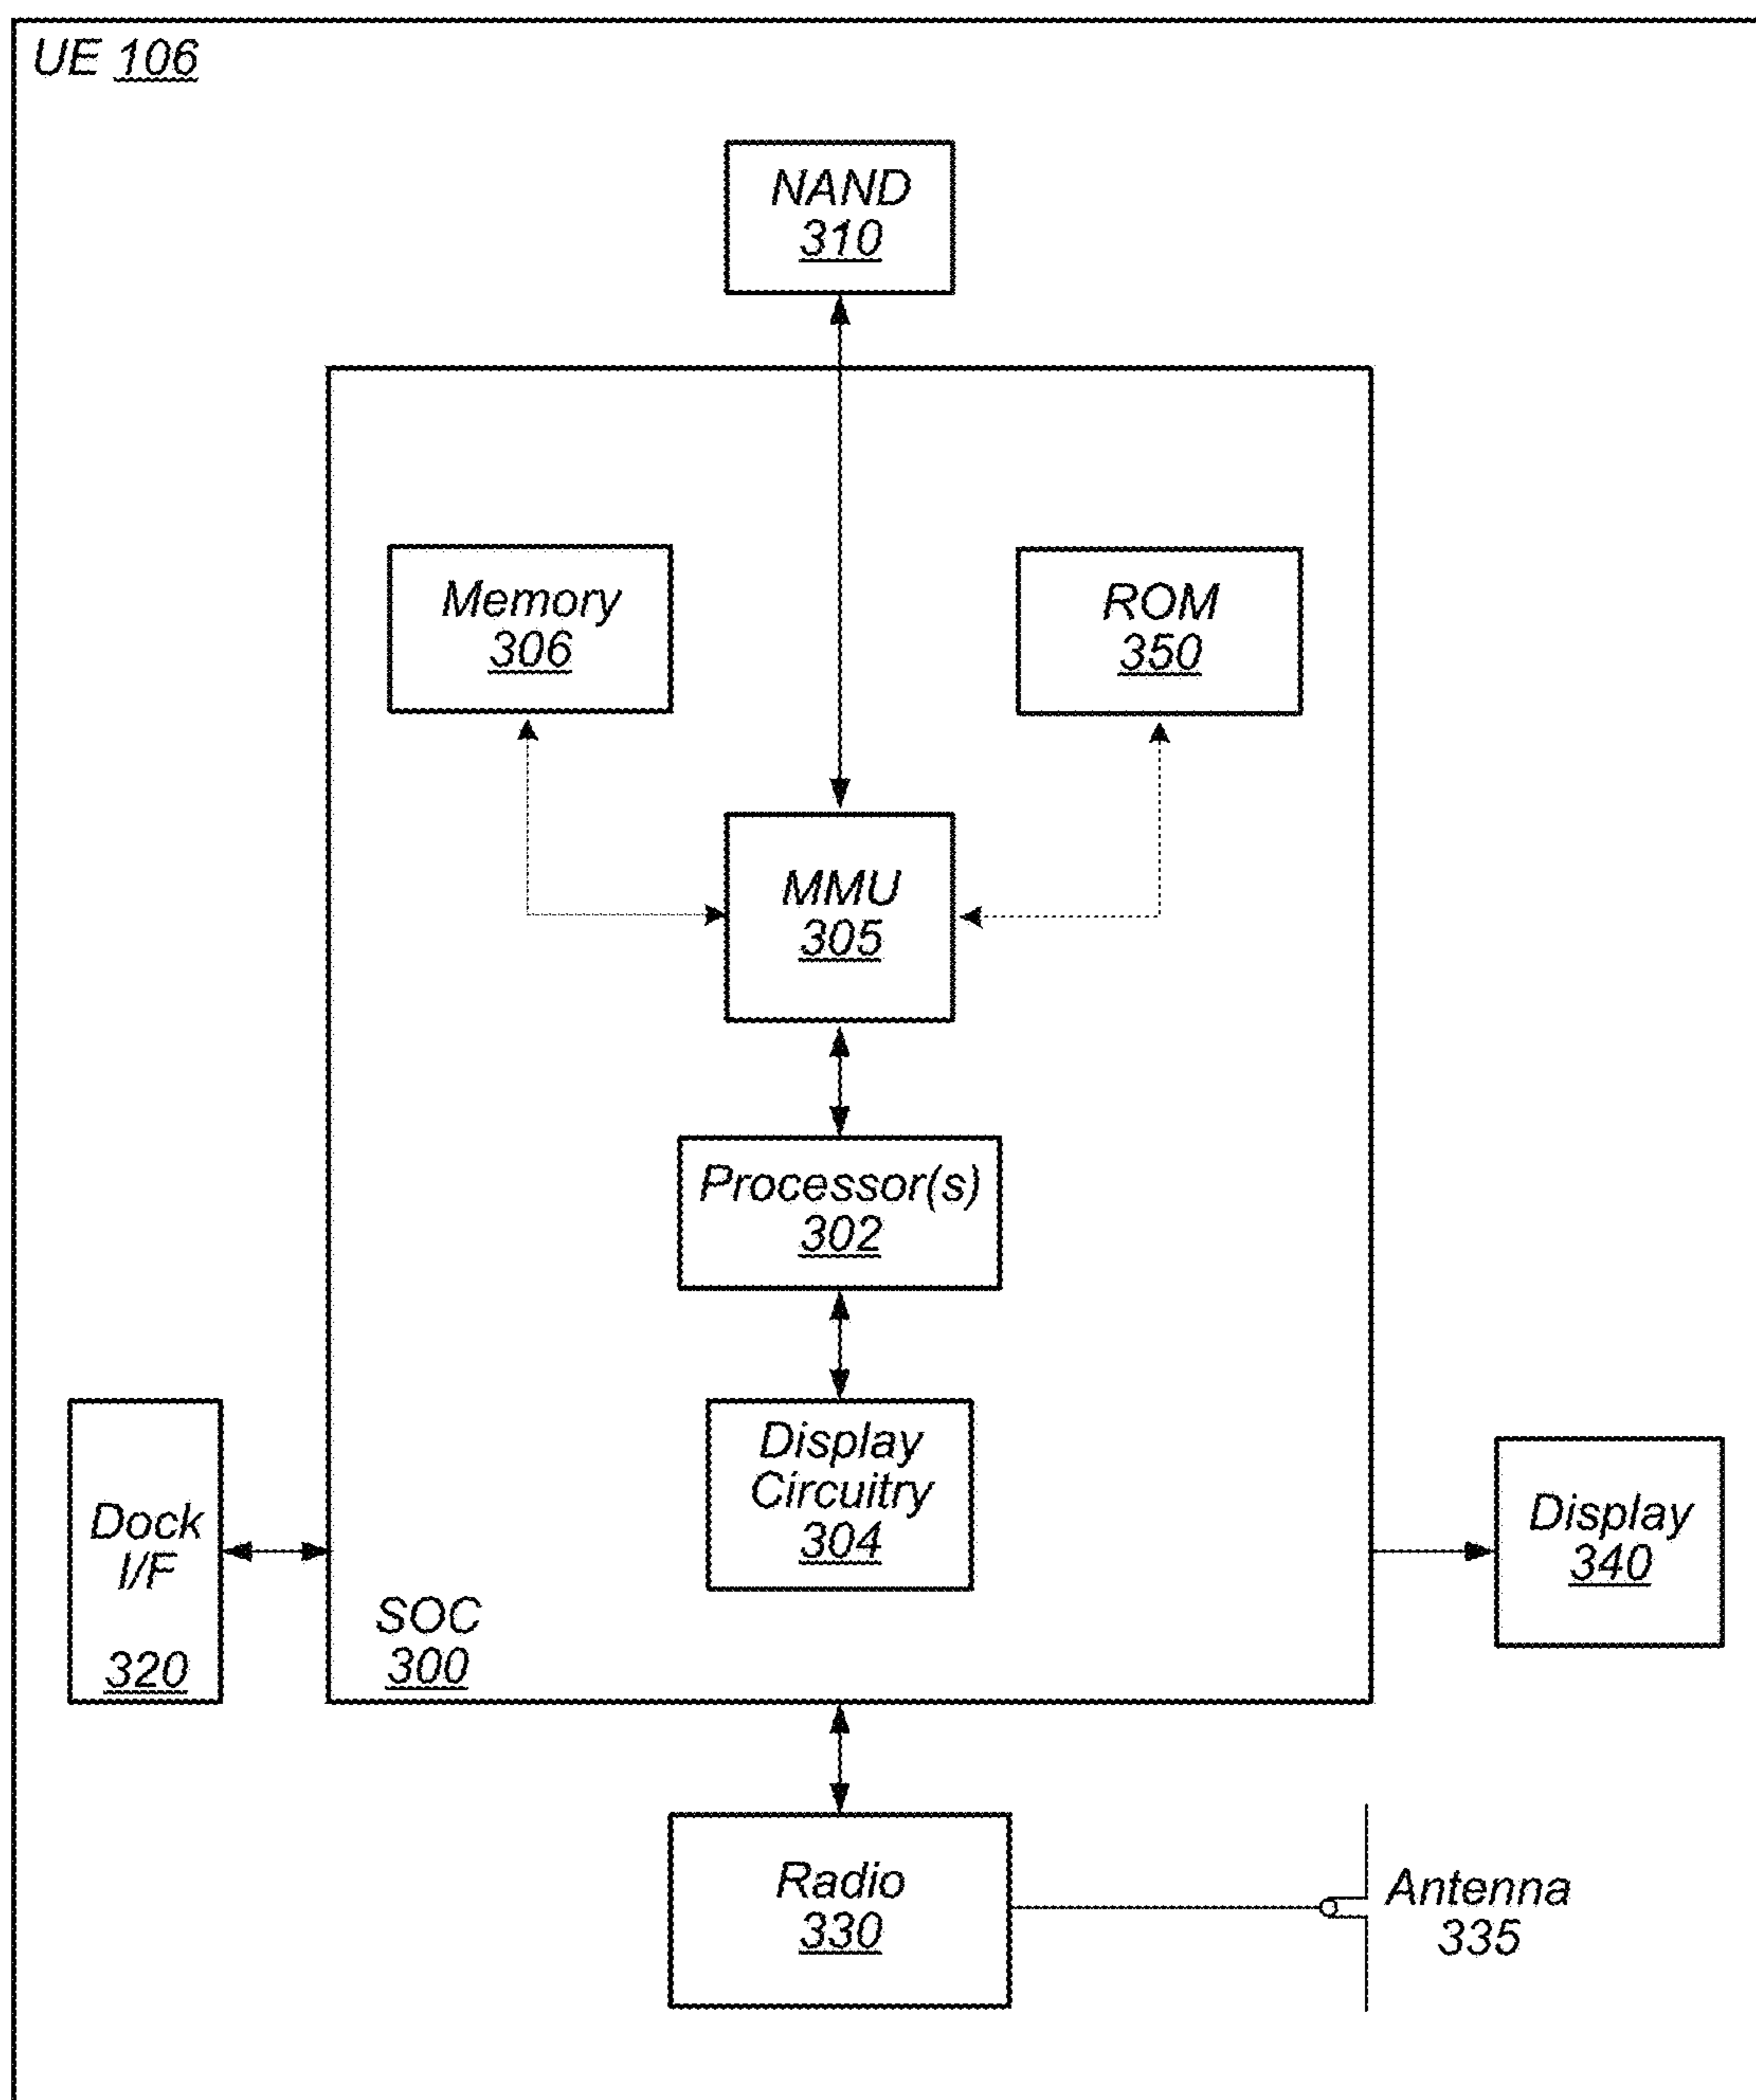 UE 106
NAND
310
Memory
306
ROM
350
MMU
305
Processor(s)
302
Display
Circuitry
304
Dock
I/F
320
SOC
300
Display
340
Radio
330
Antenna
335